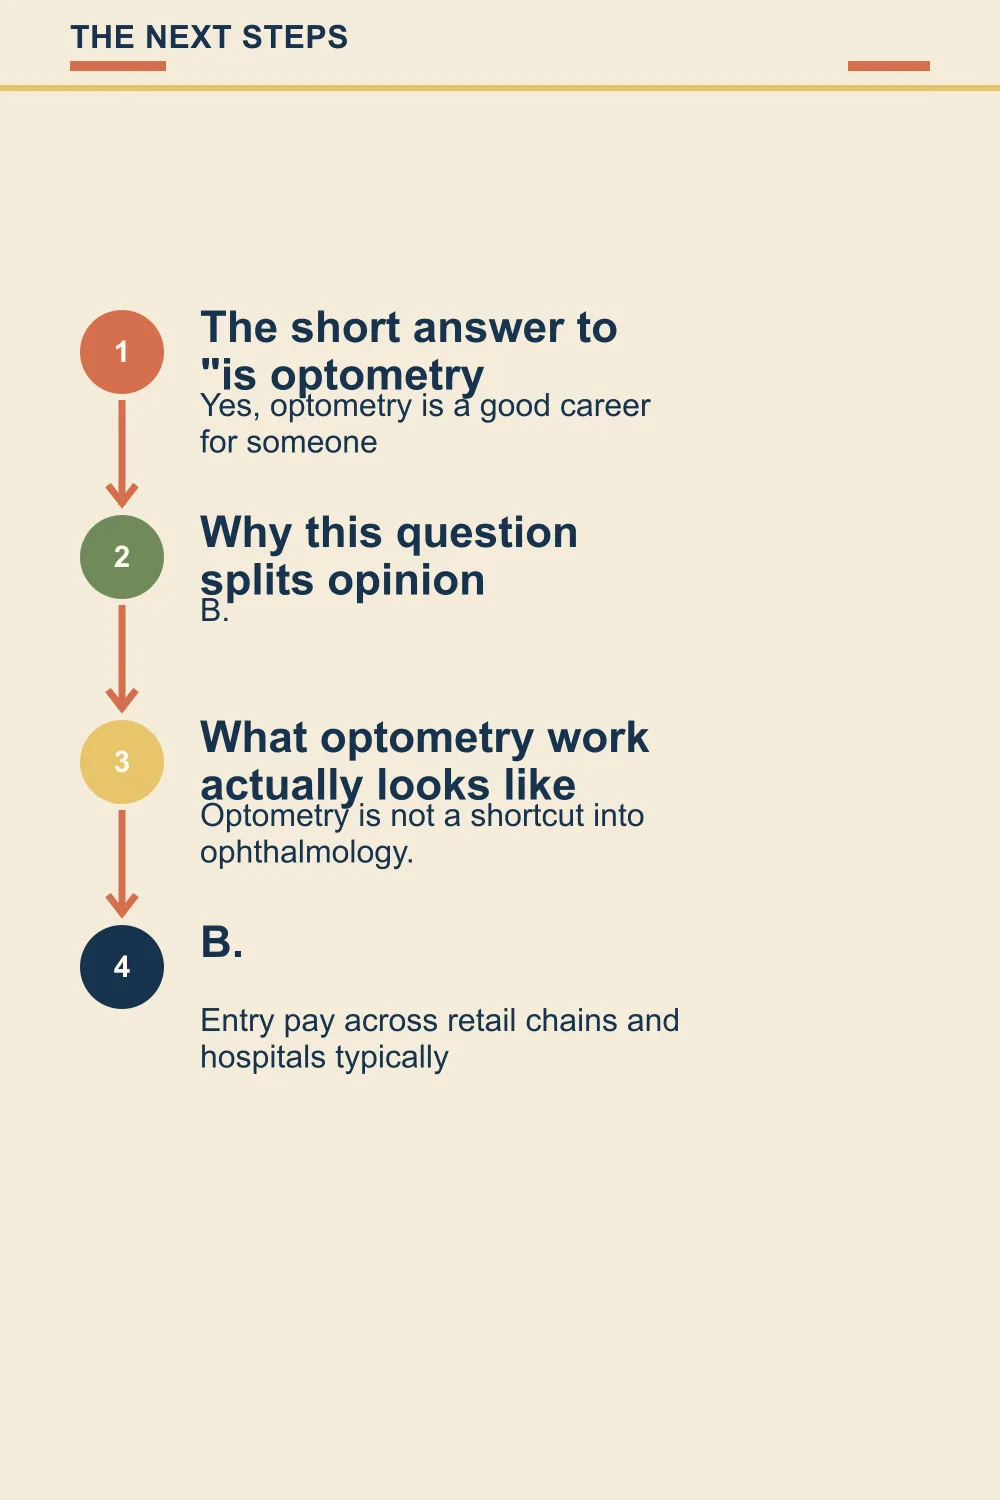 THE NEXT STEPS
1
The short answer to
"is optometry
Yes, optometry is a good career
for someone
2
Why this question
splits opinion
B.
3
What optometry work
actually looks like
Optometry is not a shortcut into
ophthalmology.
4
B.
Entry pay across retail chains and
hospitals typically